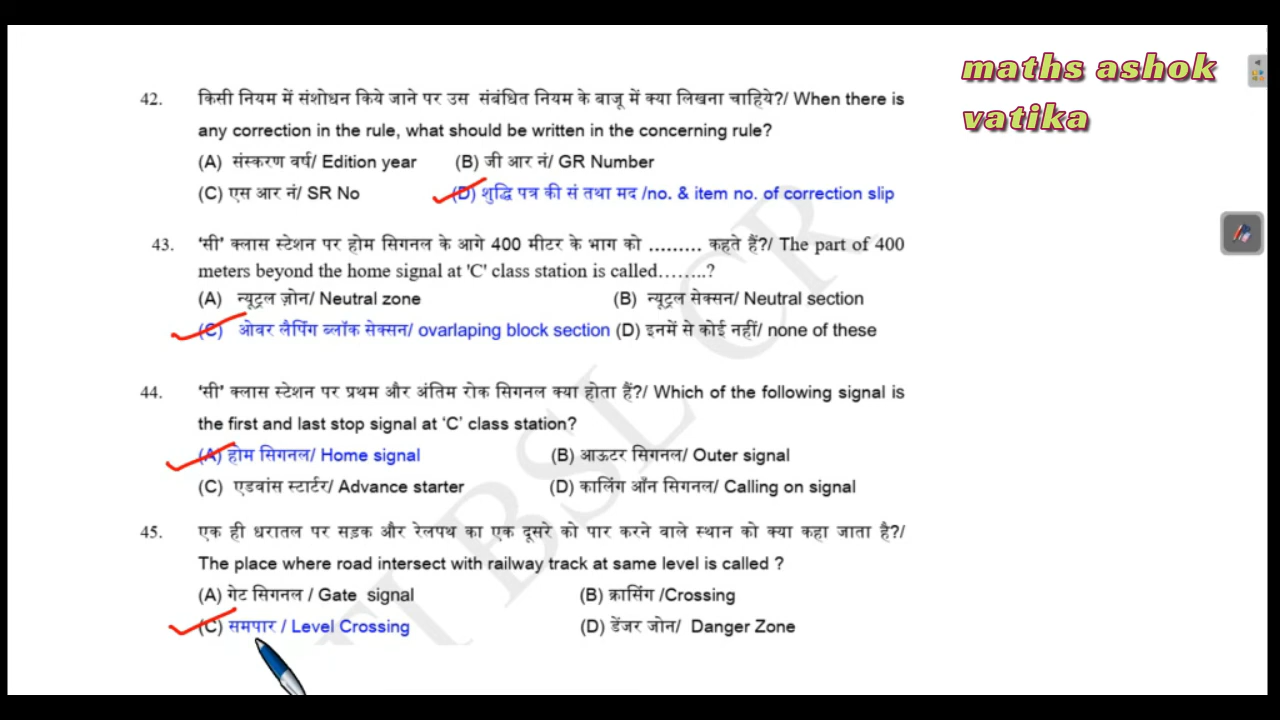 maths ashok
vatika
42. किसी नियम में संशोधन किये जाने पर उस संबंधित नियम के बाजू में क्या लिखना चाहिये?/ When there is
any correction in the rule, what should be written in the concerning rule?
(A) संस्करण वर्ष/ Edition year (B) जी आर नं/ GR Number
(C) एस आर नं/ SR No (D) शुद्धि पत्र की सं तथा मद /no. & item no. of correction slip
43. 'सी' क्लास स्टेशन पर होम सिगनल के आगे 400 मीटर के भाग को ......... कहते हैं?/ The part of 400
meters beyond the home signal at 'C' class station is called……..?
(A) न्यूट्रल ज़ोन/ Neutral zone (B) न्यूट्रल सेक्सन/ Neutral section
(C) ओवर लैपिंग ब्लॉक सेक्सन/ ovarlaping block section (D) इनमें से कोई नहीं/ none of these
44. 'सी' क्लास स्टेशन पर प्रथम और अंतिम रोक सिगनल क्या होता हैं?/ Which of the following signal is
the first and last stop signal at 'C' class station?
(A) होम सिगनल/ Home signal (B) आऊटर सिगनल/ Outer signal
(C) एडवांस स्टार्टर/ Advance starter (D) कालिंग ऑन सिगनल/ Calling on signal
45. एक ही धरातल पर सड़क और रेलपथ का एक दूसरे को पार करने वाले स्थान को क्या कहा जाता है?/
The place where road intersect with railway track at same level is called ?
(A) गेट सिगनल / Gate signal (B) क्रासिंग /Crossing
(C) समपार / Level Crossing (D) डेंजर जोन/ Danger Zone
BSL CR